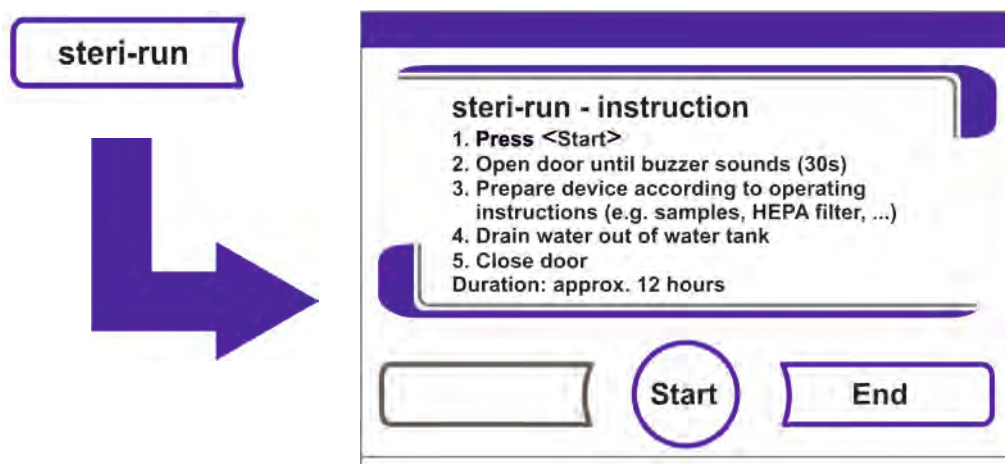 steri-run
steri-run - instruction
1. Press <Start>
2. Open door until buzzer sounds (30s)
3. Prepare device according to operating
instructions (e.g. samples, HEPA filter, ...)
4. Drain water out of water tank
5. Close door
Duration: approx. 12 hours
Start
End